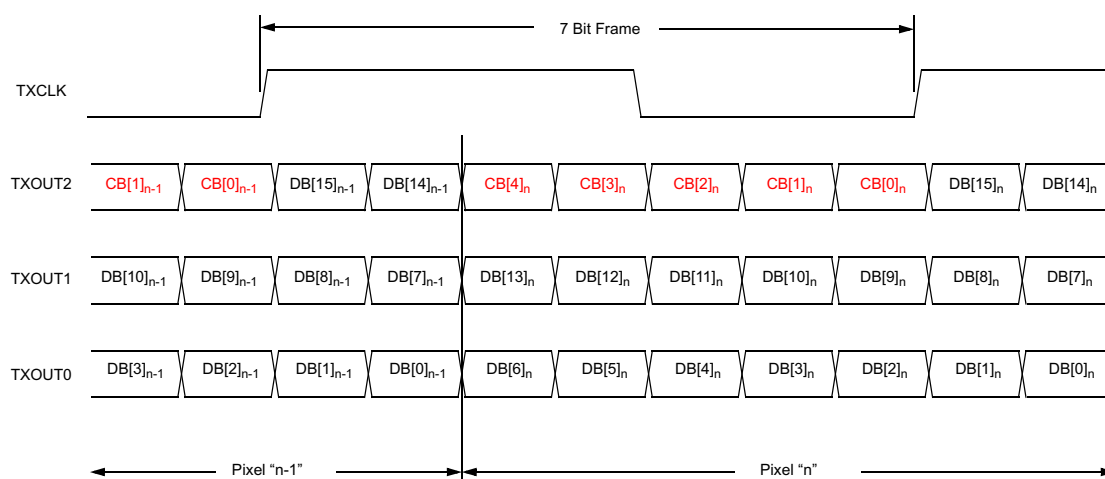 7 Bit Frame
TXCLK
TXOUT2 CB[1]n-1 CB[0]n-1 DB[15]n-1 DB[14]n-1 CB[4]n CB[3]n CB[2]n CB[1]n CB[0]n DB[15]n DB[14]n
TXOUT1 DB[10]n-1 DB[9]n-1 DB[8]n-1 DB[7]n-1 DB[13]n DB[12]n DB[11]n DB[10]n DB[9]n DB[8]n DB[7]n
TXOUT0 DB[3]n-1 DB[2]n-1 DB[1]n-1 DB[0]n-1 DB[6]n DB[5]n DB[4]n DB[3]n DB[2]n DB[1]n DB[0]n
Pixel “n-1” Pixel “n”